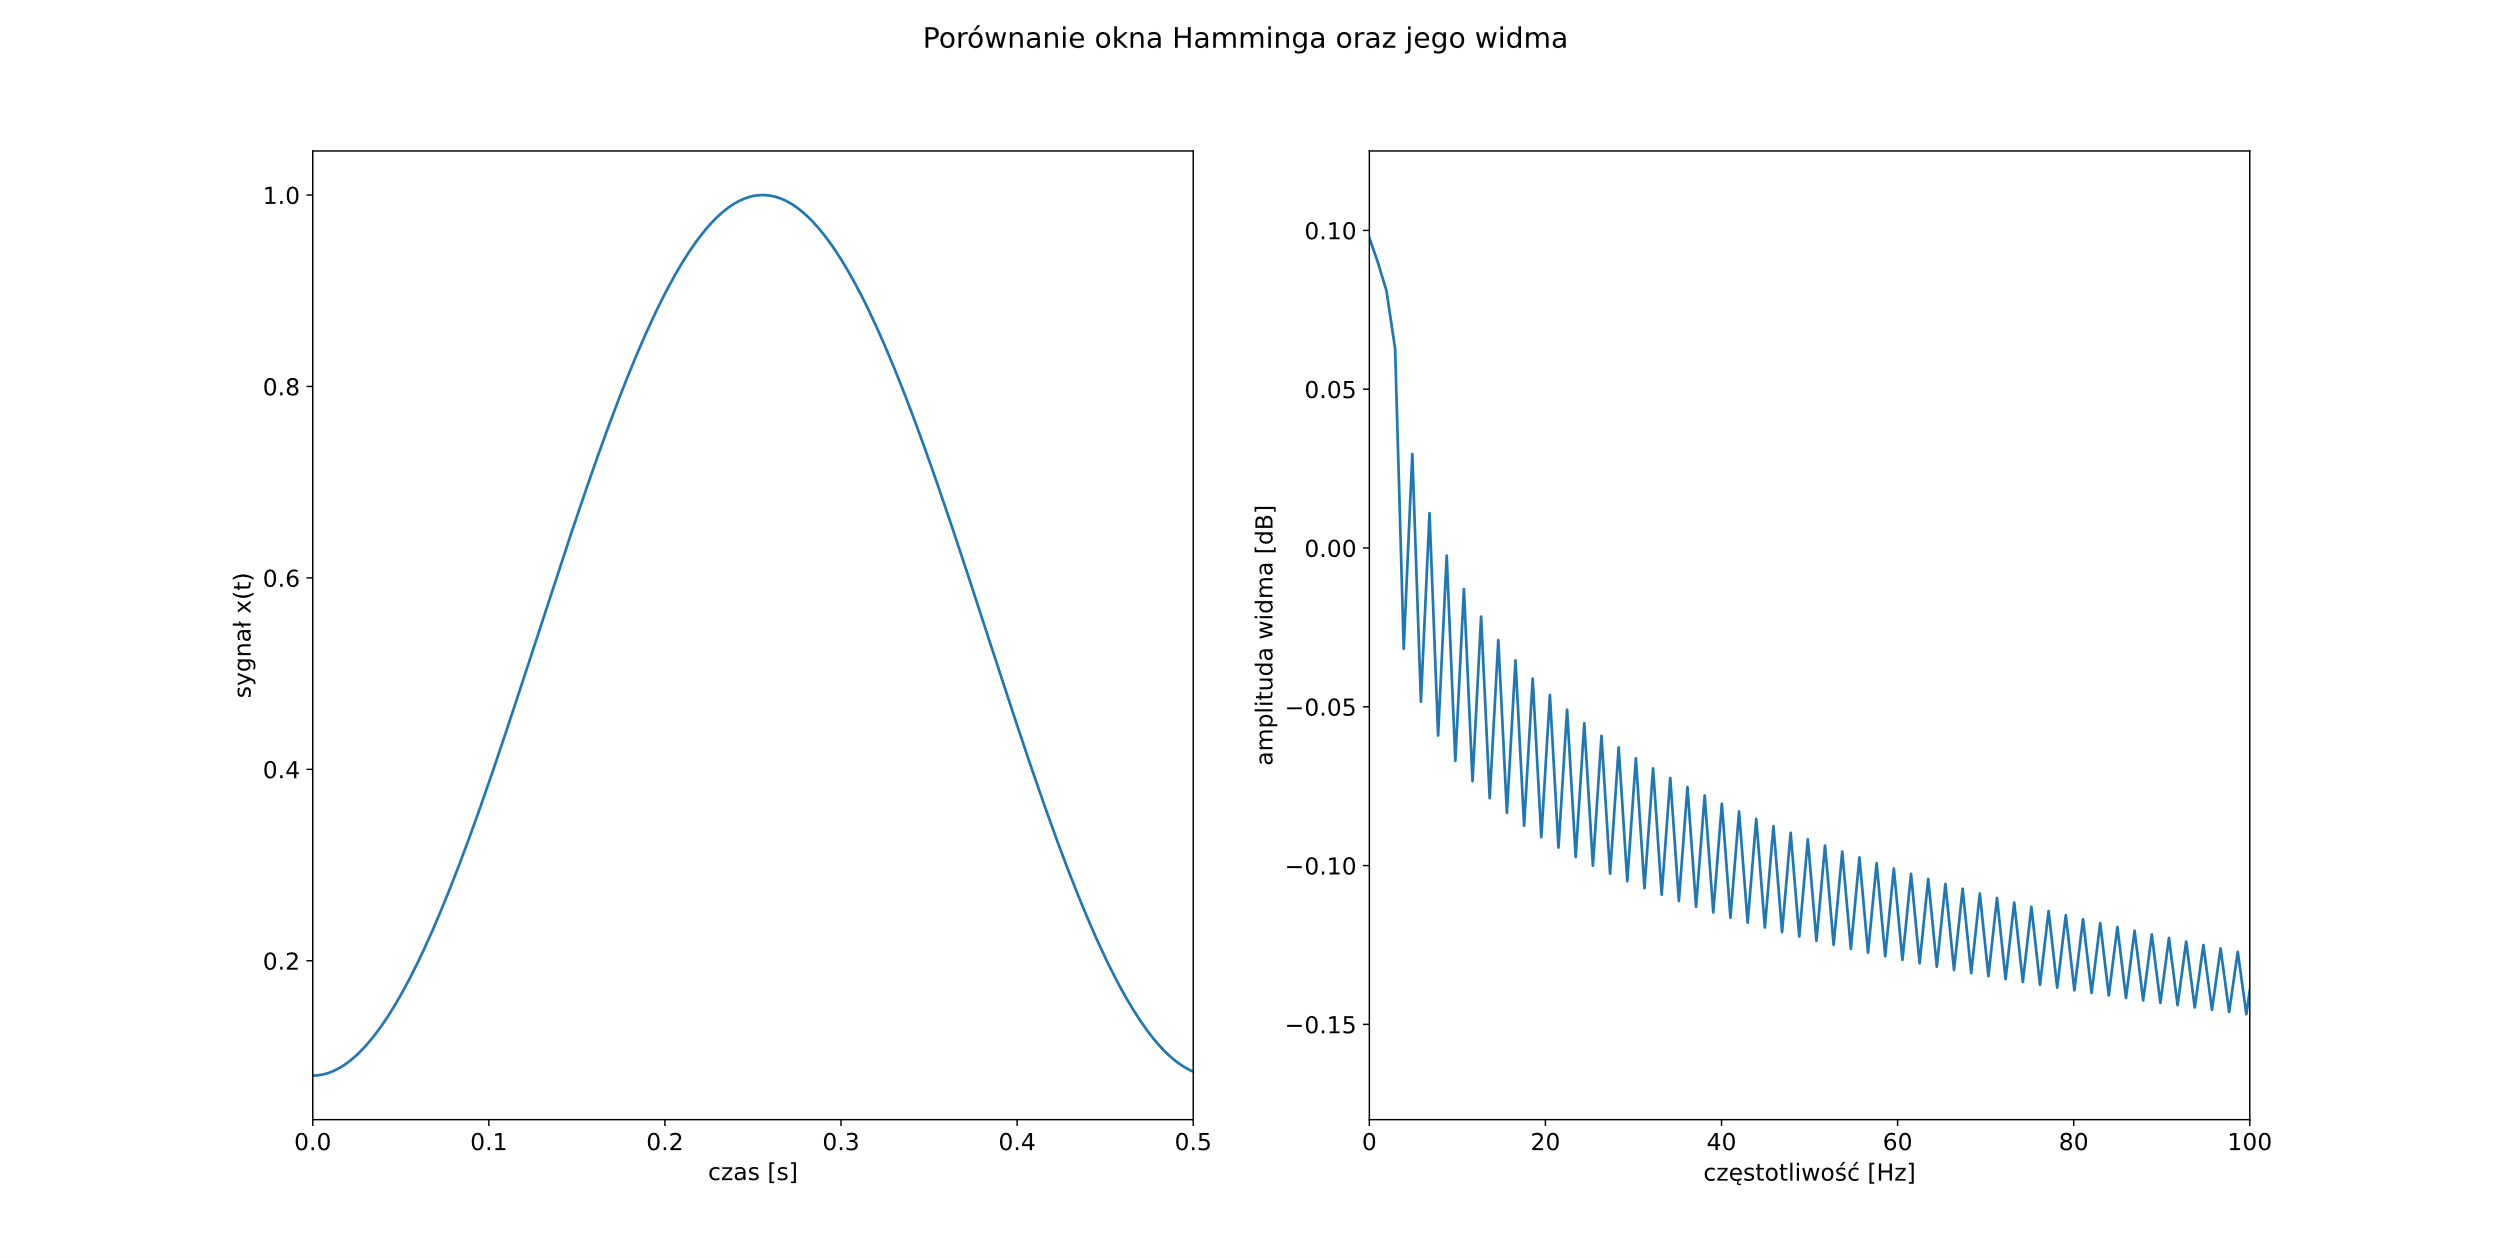 Porównanie okna Hamminga oraz jego widma
1.0
0.8
0.6
0.4
0.2
sygnał x(t)
0.0 0.1 0.2 0.3 0.4 0.5
czas [s]
0.10
0.05
0.00
−0.05
−0.10
−0.15
amplituda widma [dB]
0 20 40 60 80 100
częstotliwość [Hz]